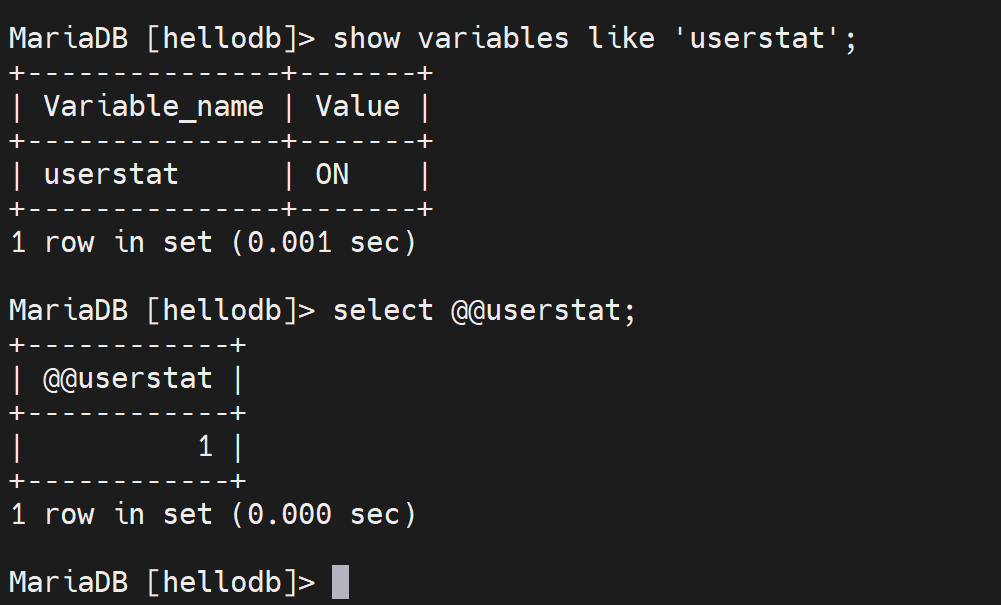 MariaDB [hellodb]> show variables like 'userstat';
+---------------+-------+
| Variable_name | Value |
+---------------+-------+
| userstat      | ON    |
+---------------+-------+
1 row in set (0.001 sec)

MariaDB [hellodb]> select @@userstat;
+------------+
| @@userstat |
+------------+
|          1 |
+------------+
1 row in set (0.000 sec)

MariaDB [hellodb]>